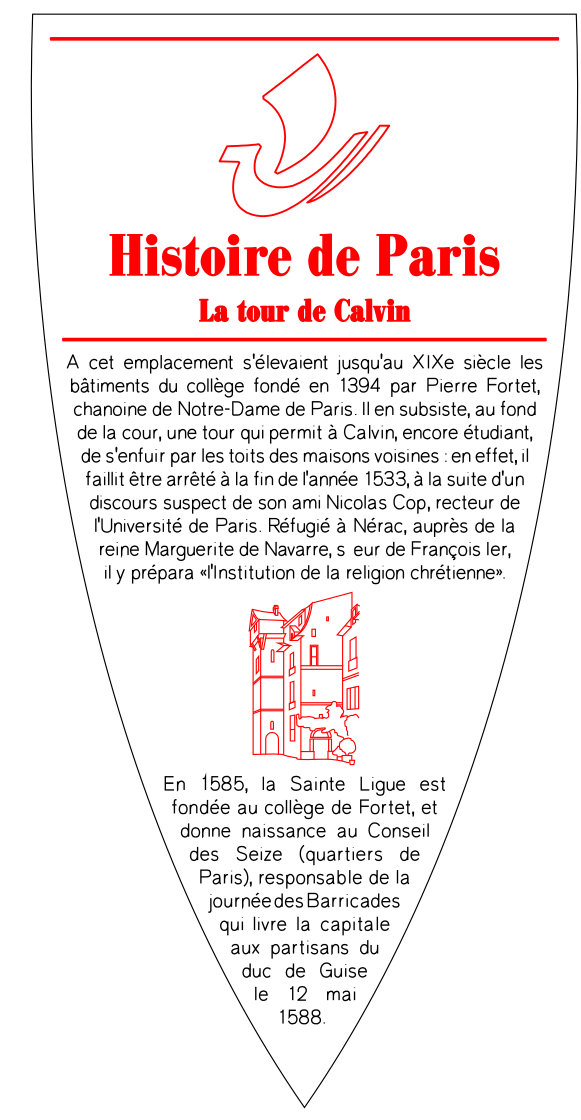 Histoire de Paris
La tour de Calvin
A cet emplacement s'élevaient jusqu'au XIXe siècle les
bâtiments du collège fondé en 1394 par Pierre Fortet,
chanoine de Notre-Dame de Paris. Il en subsiste, au fond
de la cour, une tour qui permit à Calvin, encore étudiant,
de s'enfuir par les toits des maisons voisines : en effet, il
faillit être arrêté à la fin de l'année 1533, à la suite d'un
discours suspect de son ami Nicolas Cop, recteur de
l'Université de Paris. Réfugié à Nérac, auprès de la
reine Marguerite de Navarre, s eur de François Ier,
il y prépara «l'Institution de la religion chrétienne».
En 1585, la Sainte Ligue est
fondée au collège de Fortet, et
donne naissance au Conseil
des Seize (quartiers de
Paris), responsable de la
journée des Barricades
qui livre la capitale
aux partisans du
duc de Guise
le 12 mai
1588.